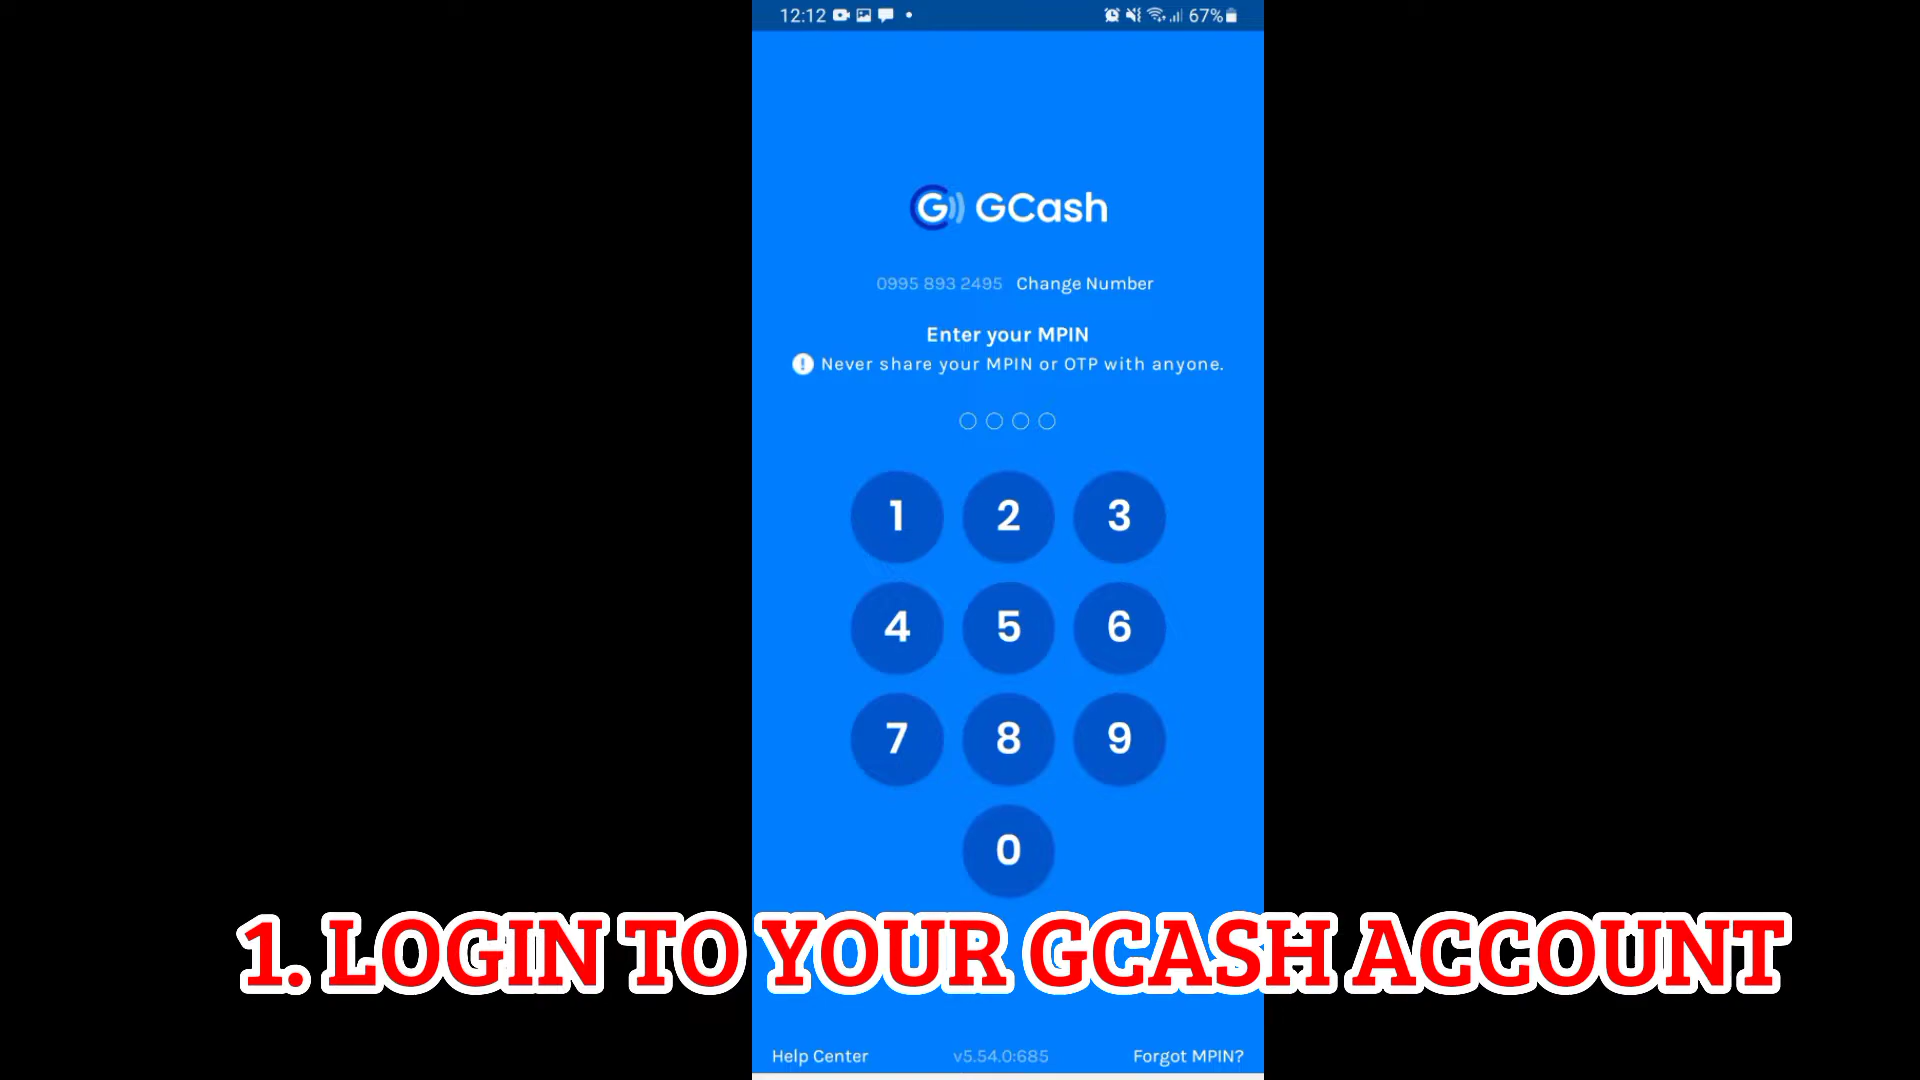 12:12 67%
G GCash
0995 893 2495 Change Number
Enter your MPIN
! Never share your MPIN or OTP with anyone.
1 2 3
4 5 6
7 8 9
0
1. LOGIN TO YOUR GCASH ACCOUNT
Help Center v5.54.0:685 Forgot MPIN?